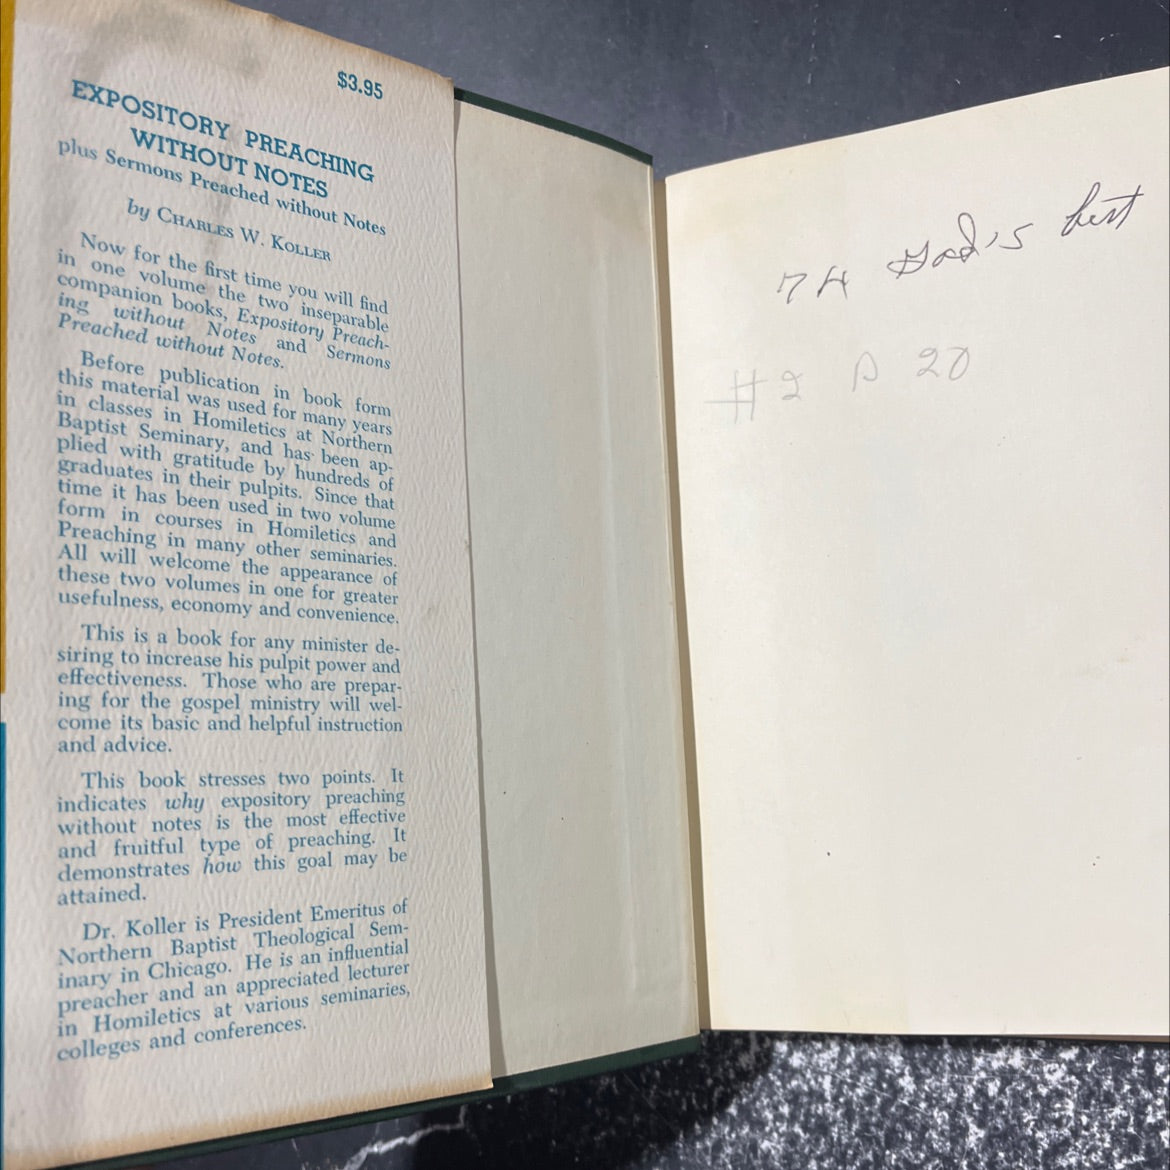 $3.95
EXPOSITORY PREACHING
WITHOUT NOTES
plus Sermons Preached without Notes
by CHARLES W. KOLLER
Now for the first time you will find
in one volume the two inseparable
companion books, Expository Preach-
ing without Notes and Sermons
Preached without Notes.
Before publication in book form
this material was used for many years
in classes in Homiletics at Northern
Baptist Seminary, and has been ap-
plied with gratitude by hundreds of
graduates in their pulpits. Since that
time it has been used in two volume
form in courses in Homiletics and
Preaching in many other seminaries.
All will welcome the appearance of
these two volumes in one for greater
usefulness, economy and convenience.
This is a book for any minister de-
siring to increase his pulpit power and
effectiveness. Those who are prepar-
ing for the gospel ministry will wel-
come its basic and helpful instruction
and advice.
This book stresses two points. It
indicates why expository preaching
without notes is the most effective
and fruitful type of preaching. It
demonstrates how this goal may be
attained.
Dr. Koller is President Emeritus of
Northern Baptist Theological Sem-
inary in Chicago. He is an influential
preacher and an appreciated lecturer
in Homiletics at various seminaries,
colleges and conferences.
74 God's best
#2 P 20